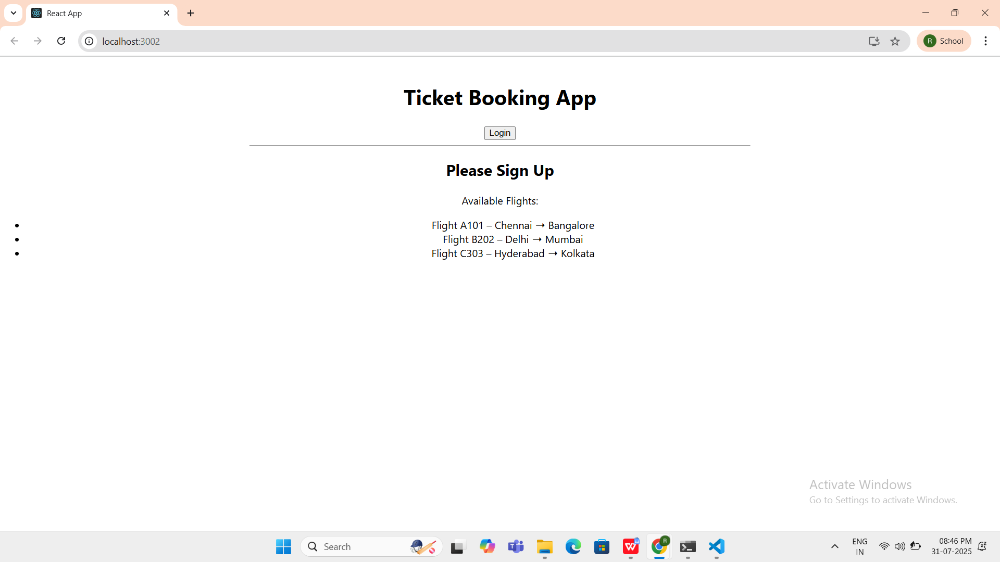 React App
localhost:3002
R
School
Ticket Booking App
Login
Please Sign Up
Available Flights:
• Flight A101 – Chennai → Bangalore
• Flight B202 – Delhi → Mumbai
• Flight C303 – Hyderabad → Kolkata
Activate Windows
Go to Settings to activate Windows.
Search
R
ENG
IN
08:46 PM
31-07-2025